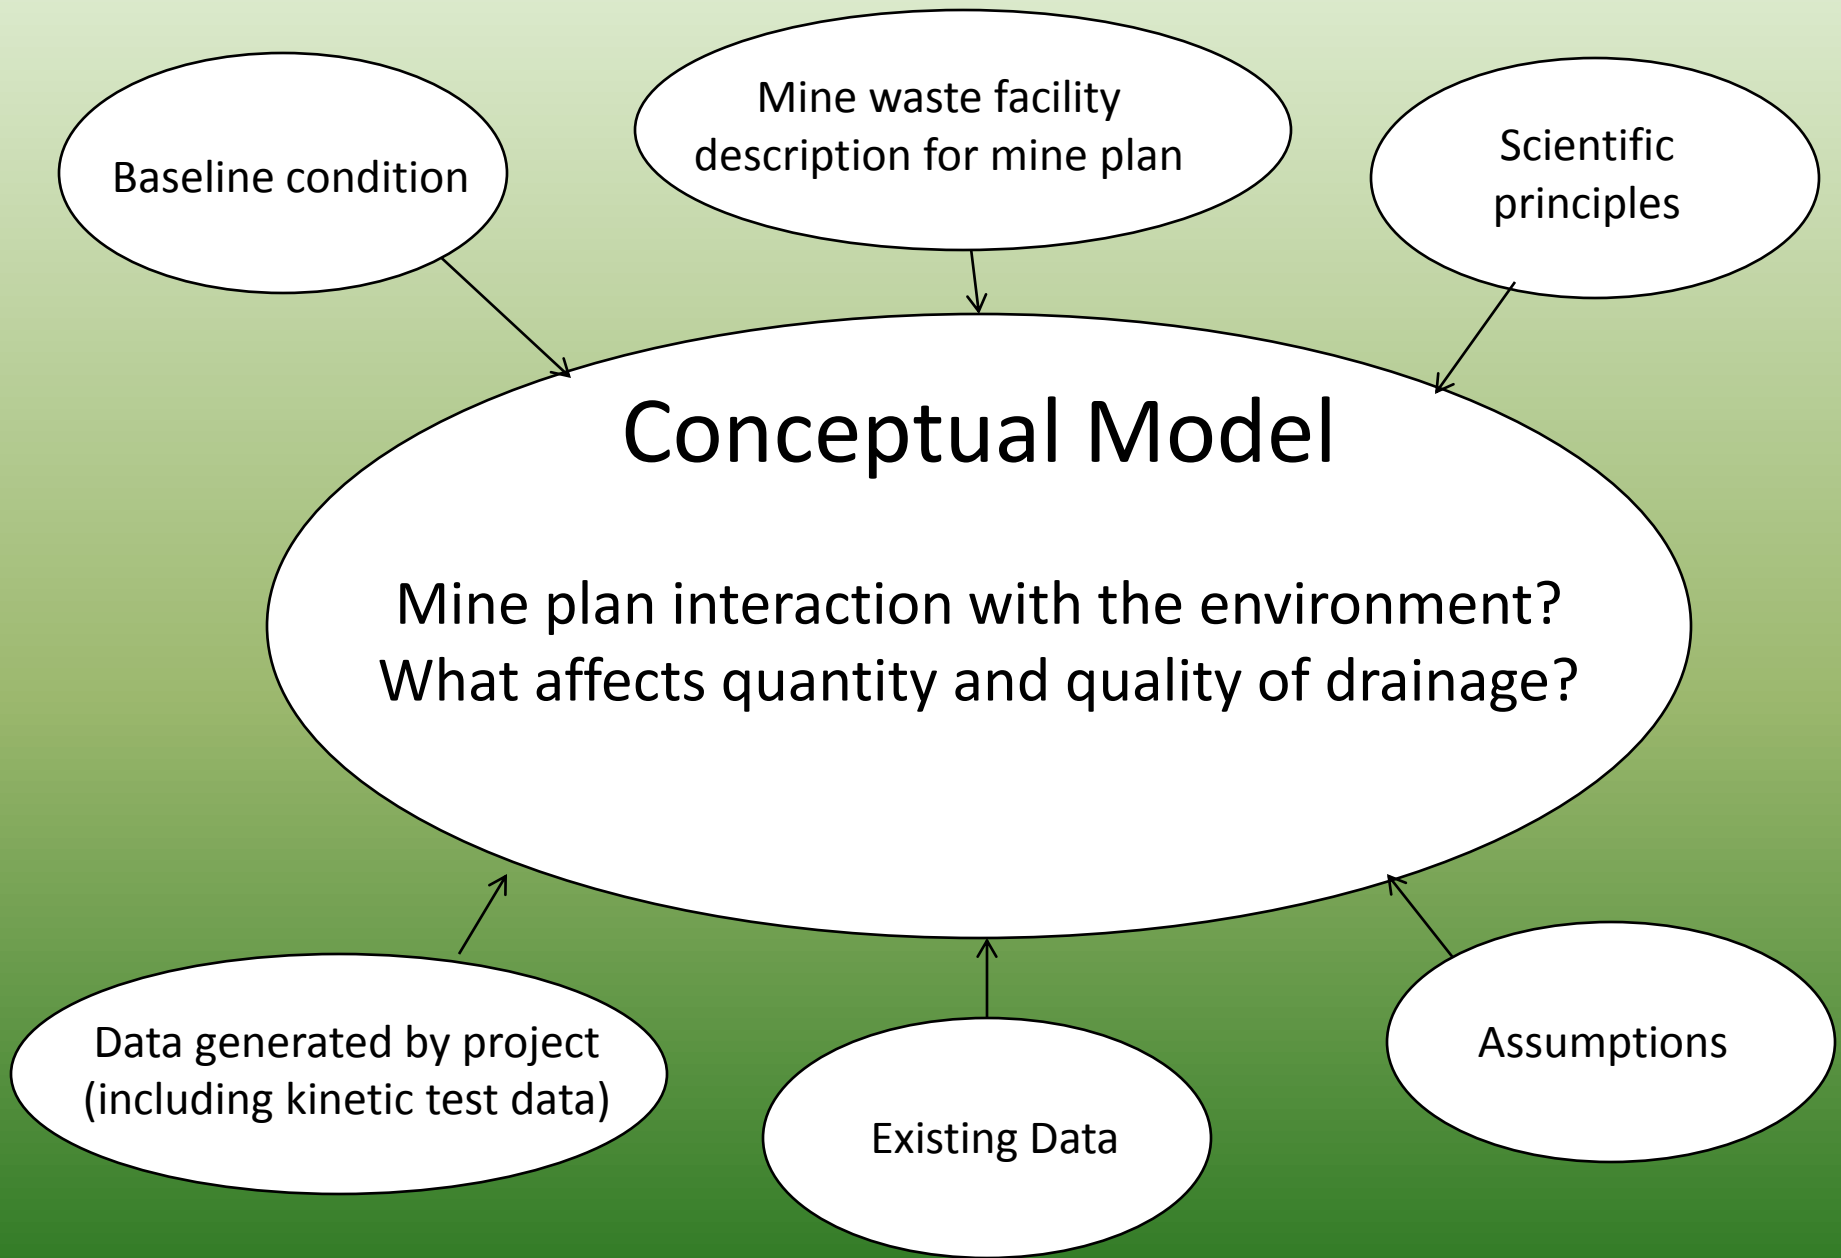 Baseline condition
Mine waste facility
description for mine plan
Scientific
principles
Conceptual Model
Mine plan interaction with the environment?
What affects quantity and quality of drainage?
Data generated by project
(including kinetic test data)
Existing Data
Assumptions